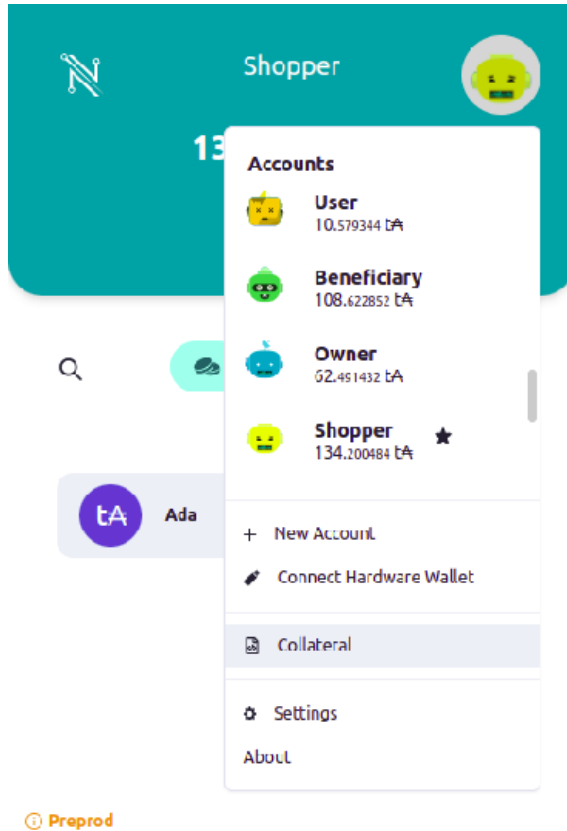 Shopper
13
Accounts
User
10.579344 t₳
Beneficiary
108.622852 t₳
Owner
62.491432 t₳
Shopper
134.200484 t₳
t₳ Ada
+ New Account
Connect Hardware Wallet
Collateral
Settings
About
Preprod